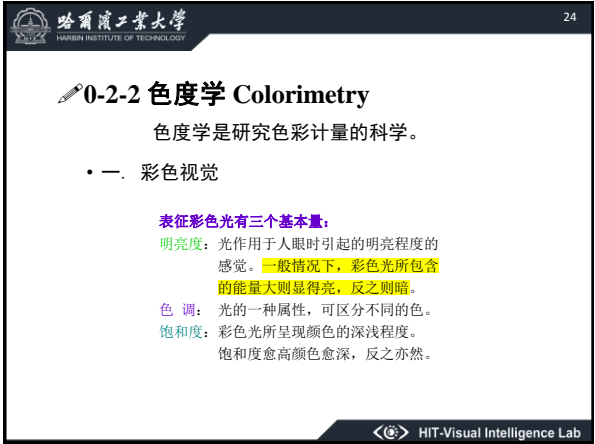 哈爾濱工業大學
HARBIN INSTITUTE OF TECHNOLOGY
24
0-2-2 色度学 Colorimetry
色度学是研究色彩计量的科学。
• 一. 彩色视觉
表征彩色光有三个基本量：
明亮度：光作用于人眼时引起的明亮程度的
感觉。一般情况下，彩色光所包含
的能量大则显得亮，反之则暗。
色 调： 光的一种属性，可区分不同的色。
饱和度：彩色光所呈现颜色的深浅程度。
饱和度愈高颜色愈深，反之亦然。
HIT-Visual Intelligence Lab